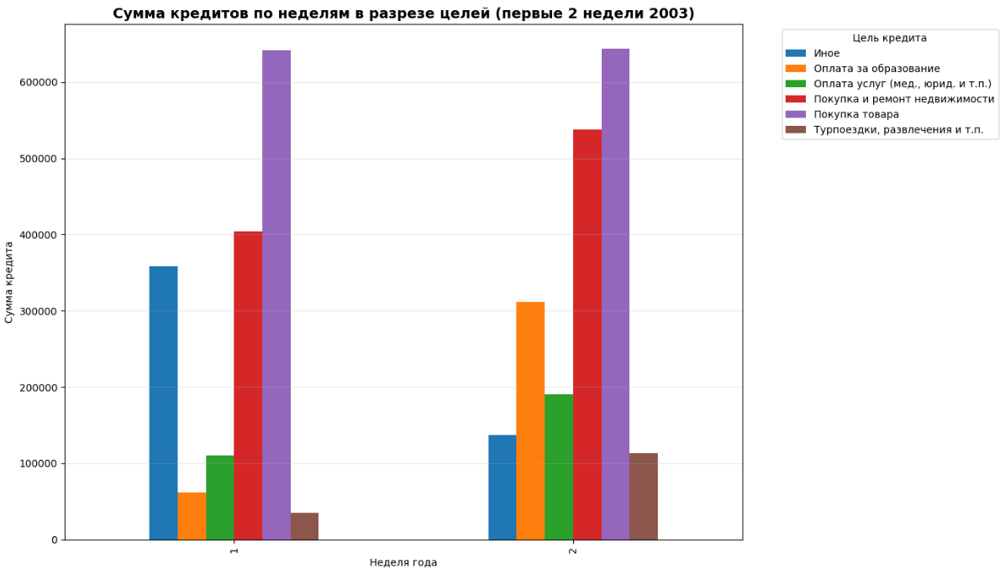 Сумма кредитов по неделям в разрезе целей (первые 2 недели 2003)
Цель кредита
Иное
Оплата за образование
Оплата услуг (мед., юрид. и т.п.)
Покупка и ремонт недвижимости
Покупка товара
Турпоездки, развлечения и т.п.
Сумма кредита
600000
500000
400000
300000
200000
100000
0
1
2
Неделя года